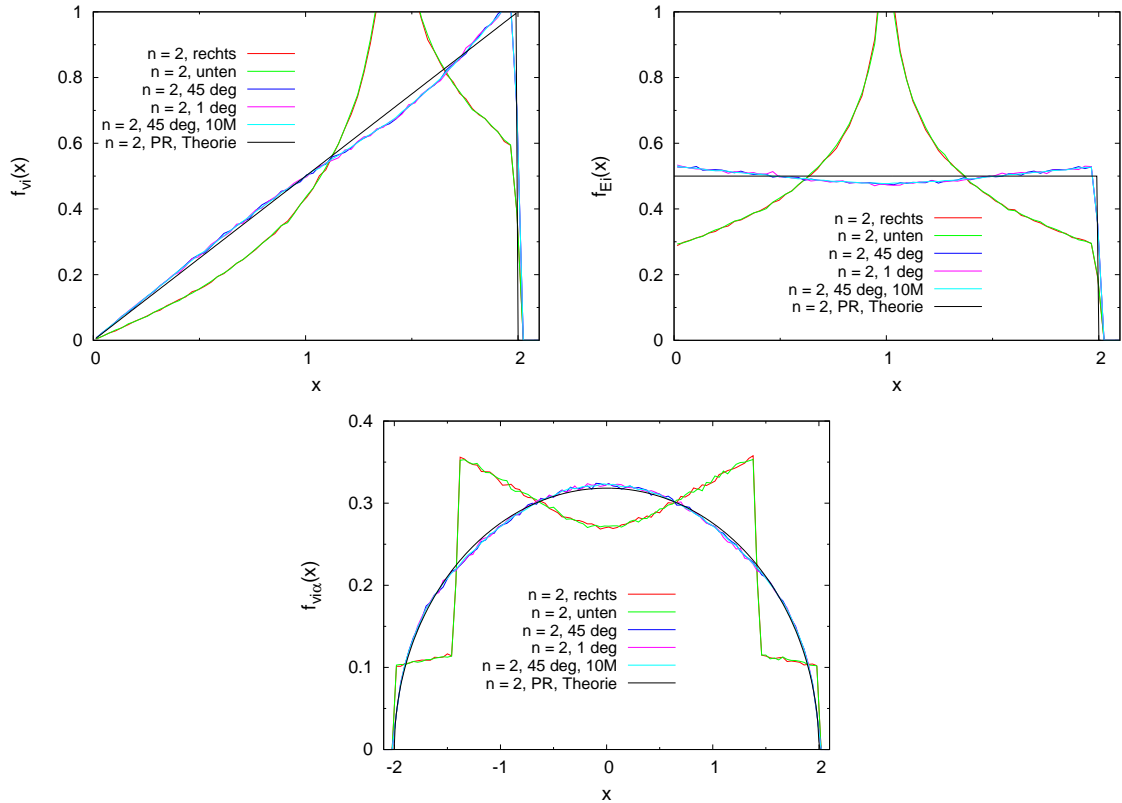 1
0.8
0.6
0.4
0.2
0
0 1 2
x
f_vi(x)
n = 2, rechts
n = 2, unten
n = 2, 45 deg
n = 2, 1 deg
n = 2, 45 deg, 10M
n = 2, PR, Theorie
1
0.8
0.6
0.4
0.2
0
0 1 2
x
f_Ei(x)
n = 2, rechts
n = 2, unten
n = 2, 45 deg
n = 2, 1 deg
n = 2, 45 deg, 10M
n = 2, PR, Theorie
0.4
0.3
0.2
0.1
0
-2 -1 0 1 2
x
f_viα(x)
n = 2, rechts
n = 2, unten
n = 2, 45 deg
n = 2, 1 deg
n = 2, 45 deg, 10M
n = 2, PR, Theorie